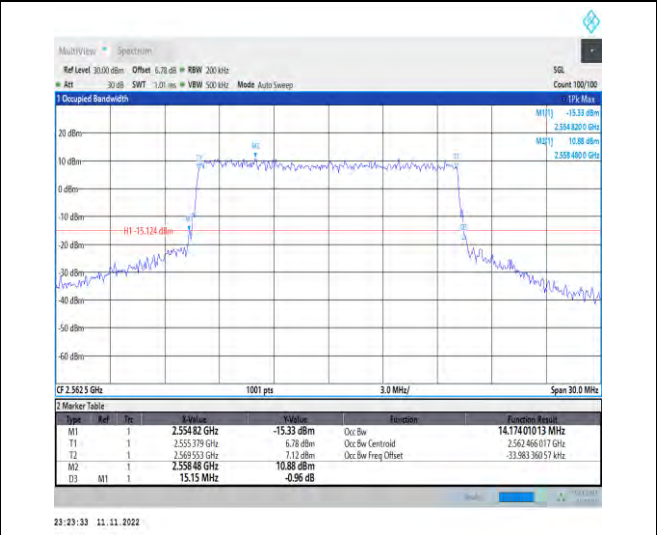 MultiView Spectrum
Ref Level 30.00 dBm Offset 6.78 dB RBW 200 kHz SGL
Att 30 dB SWT 1.01 ms VBW 500 kHz Mode Auto Sweep Count 100/100
1 Occupied Bandwidth 1Pk Max
M1[1] -15.33 dBm
2.554 820 0 GHz
M2[1] 10.88 dBm
2.558 480 0 GHz
20 dBm
M2
10 dBm
0 dBm
-10 dBm
H1 -15.124 dBm
-20 dBm
-30 dBm
-40 dBm
-50 dBm
-60 dBm
CF 2.562 5 GHz 1001 pts 3.0 MHz/ Span 30.0 MHz
2 Marker Table
Type Ref Trc X-Value Y-Value Function Function Result
M1 1 2.554 82 GHz -15.33 dBm Occ Bw 14.174 010 13 MHz
T1 1 2.555 379 GHz 6.78 dBm Occ Bw Centroid 2.562 466 017 GHz
T2 1 2.569 553 GHz 7.12 dBm Occ Bw Freq Offset -33.983 360 57 kHz
M2 1 2.558 48 GHz 10.88 dBm
D3 M1 1 15.15 MHz -0.96 dB
23:23:33 11.11.2022